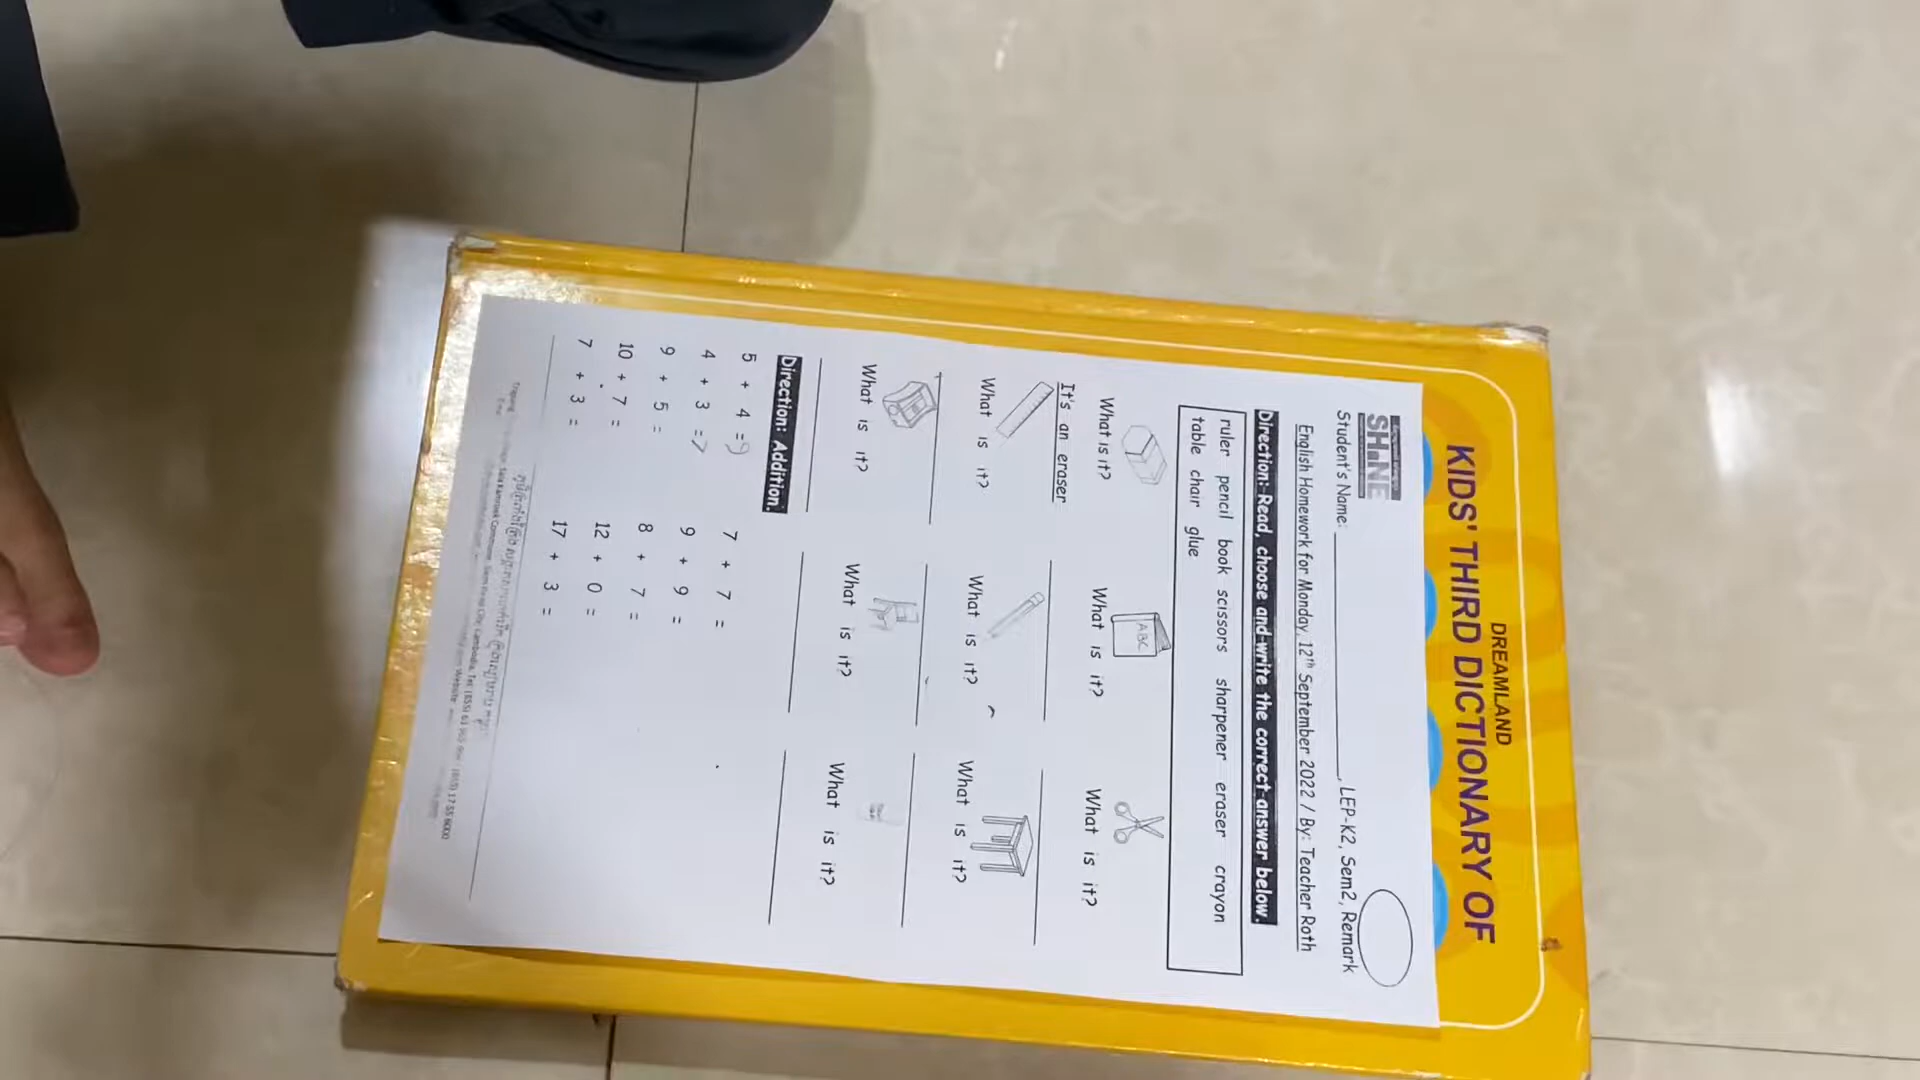 DREAMLAND
KIDS' THIRD DICTIONARY OF
SHINE
Student's Name: ____________, LEP-K2, Sem2, Remark
English Homework for Monday, 12th September 2022 / By: Teacher Roth
Direction: Read, choose and write the correct answer below.
ruler pencil book scissors sharpener eraser crayon
table chair glue
ABC
What is it? What is it? What is it?
It's an eraser
What is it? What is it? What is it?
What is it? What is it? What is it?
Direction: Addition.
5 + 4 = 9 7 + 7 =
4 + 3 = 7 9 + 9 =
9 + 5 = 8 + 7 =
10 + 7 = 12 + 0 =
7 + 3 = 17 + 3 =